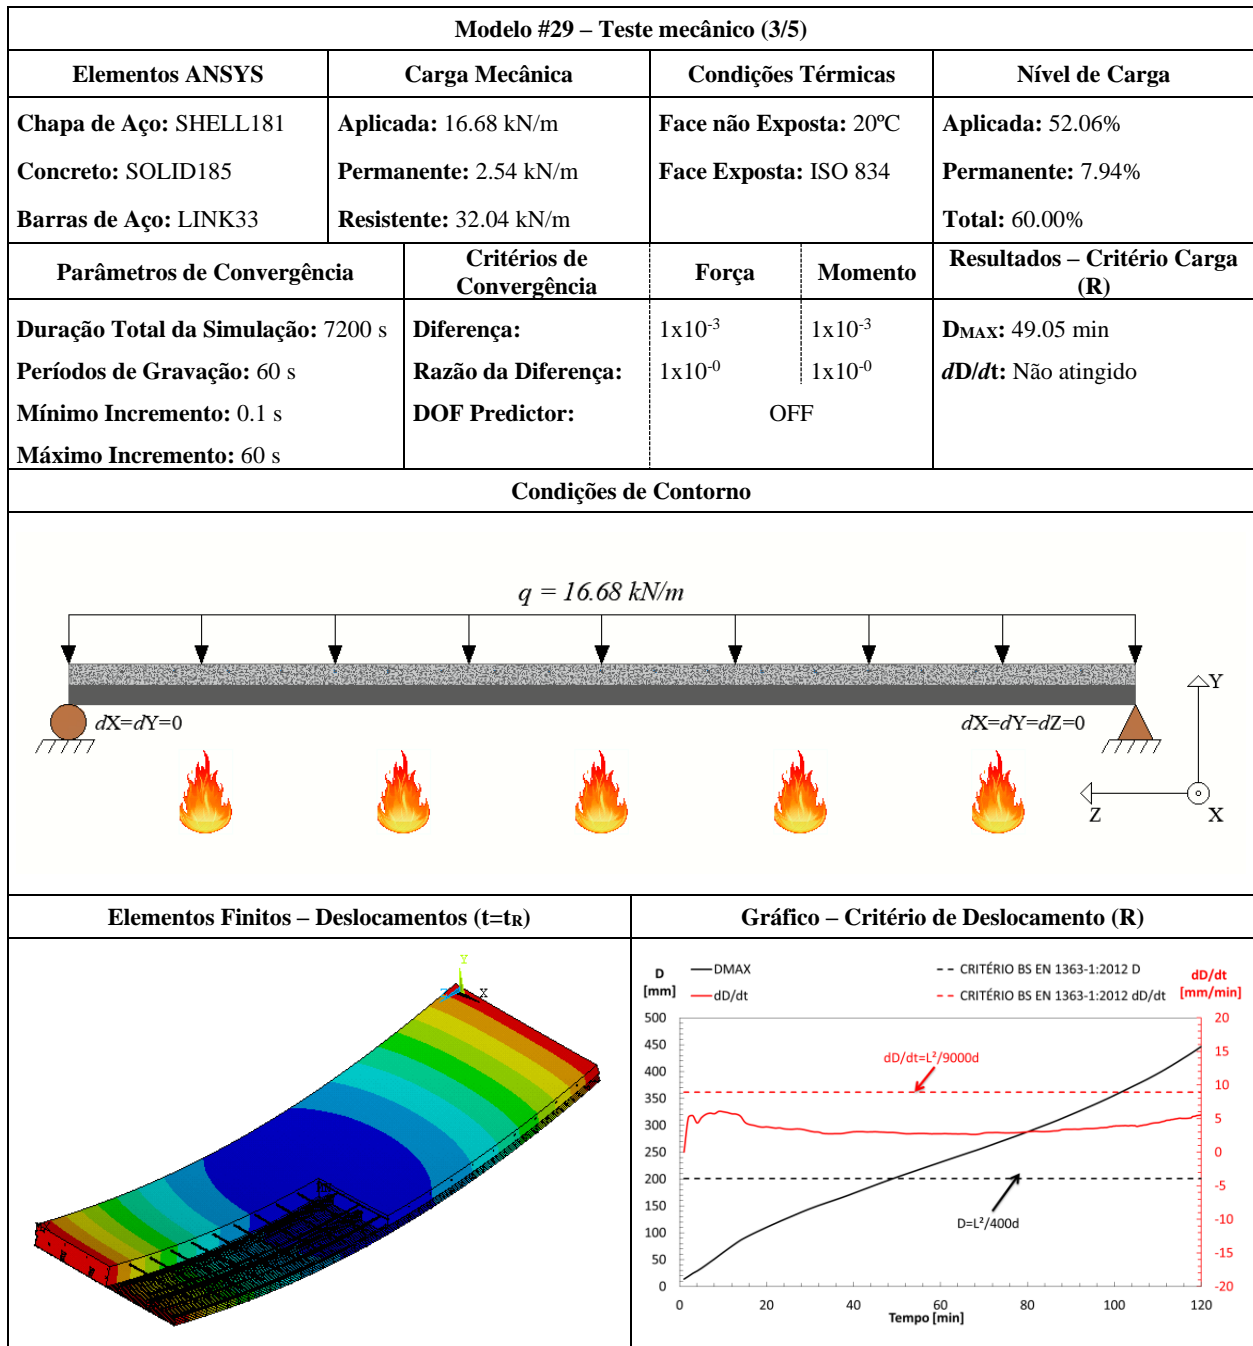 Modelo #29 – Teste mecânico (3/5)
Elementos ANSYS
Carga Mecânica
Condições Térmicas
Nível de Carga
Chapa de Aço: SHELL181
Concreto: SOLID185
Barras de Aço: LINK33
Aplicada: 16.68 kN/m
Permanente: 2.54 kN/m
Resistente: 32.04 kN/m
Face não Exposta: 20ºC
Face Exposta: ISO 834
Aplicada: 52.06%
Permanente: 7.94%
Total: 60.00%
Parâmetros de Convergência
Critérios de
Convergência
Força
Momento
Resultados – Critério Carga
(R)
Duração Total da Simulação: 7200 s
Períodos de Gravação: 60 s
Mínimo Incremento: 0.1 s
Máximo Incremento: 60 s
Diferença: 1x10⁻³ 1x10⁻³
Razão da Diferença: 1x10⁻⁰ 1x10⁻⁰
DOF Predictor: OFF
DMAX: 49.05 min
dD/dt: Não atingido
Condições de Contorno
q = 16.68 kN/m
dX=dY=0
dX=dY=dZ=0
Y
Z
X
Elementos Finitos – Deslocamentos (t=tR)
Gráfico – Critério de Deslocamento (R)
Y
Z
X
D
[mm]
DMAX
dD/dt
CRITÉRIO BS EN 1363-1:2012 D
CRITÉRIO BS EN 1363-1:2012 dD/dt
dD/dt
[mm/min]
500
450
400
350
300
250
200
150
100
50
0
dD/dt=L²/9000d
D=L²/400d
20
15
10
5
0
-5
-10
-15
-20
0 20 40 60 80 100 120
Tempo [min]